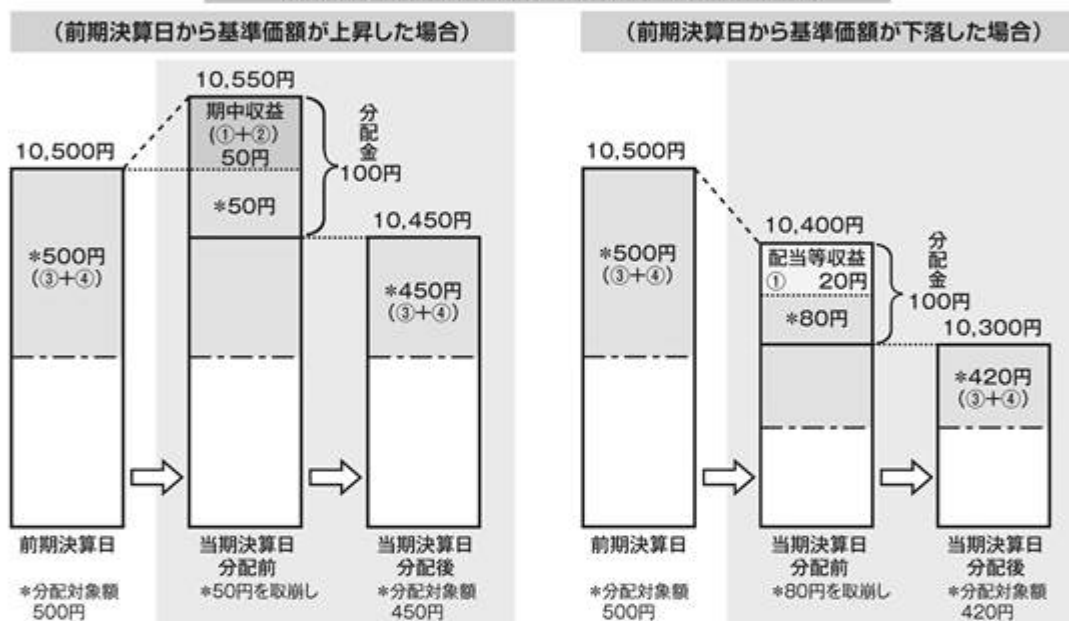 (前期決算日から基準価額が上昇した場合)
10,550円
期中収益
(①+②)
50円
*50円
分配金
100円
10,500円
*500円
(③+④)
10,450円
*450円
(③+④)
前期決算日
*分配対象額
500円
当期決算日
分配前
*50円を取崩し
当期決算日
分配後
*分配対象額
450円
(前期決算日から基準価額が下落した場合)
10,500円
*500円
(③+④)
10,400円
配当等収益
① 20円
*80円
分配金
100円
10,300円
*420円
(③+④)
前期決算日
*分配対象額
500円
当期決算日
分配前
*80円を取崩し
当期決算日
分配後
*分配対象額
420円